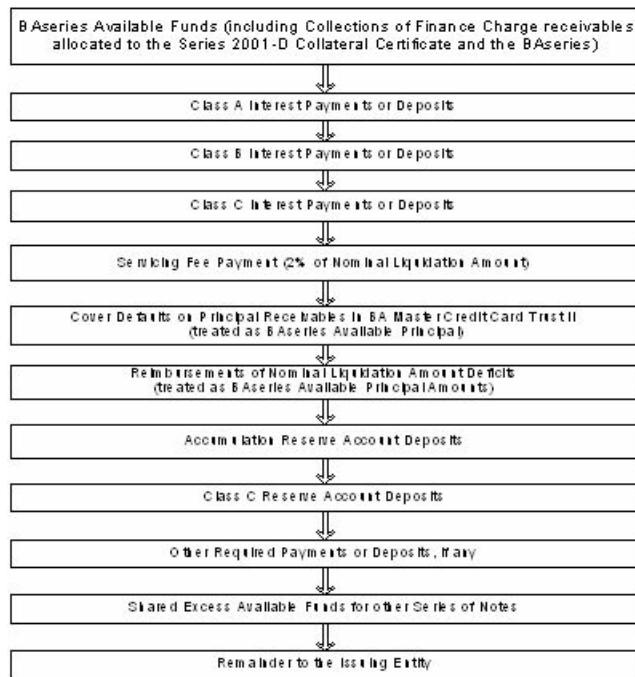 BAseries Available Funds (including Collections of Finance Charge receivables
allocated to the Series 2001-D Collateral Certificate and the BAseries)
Class A Interest Payments or Deposits
Class B Interest Payments or Deposits
Class C Interest Payments or Deposits
Servicing Fee Payment (2% of Nominal Liquidation Amount)
Cover Defaults on Principal Receivables in BA Master Credit Card Trust II
(treated as BAseries Available Principal)
Reimbursements of Nominal Liquidation Amount Deficits
(treated as BAseries Available Principal Amounts)
Accumulation Reserve Account Deposits
Class C Reserve Account Deposits
Other Required Payments or Deposits, if any
Shared Excess Available Funds for other Series of Notes
Remainder to the Issuing Entity